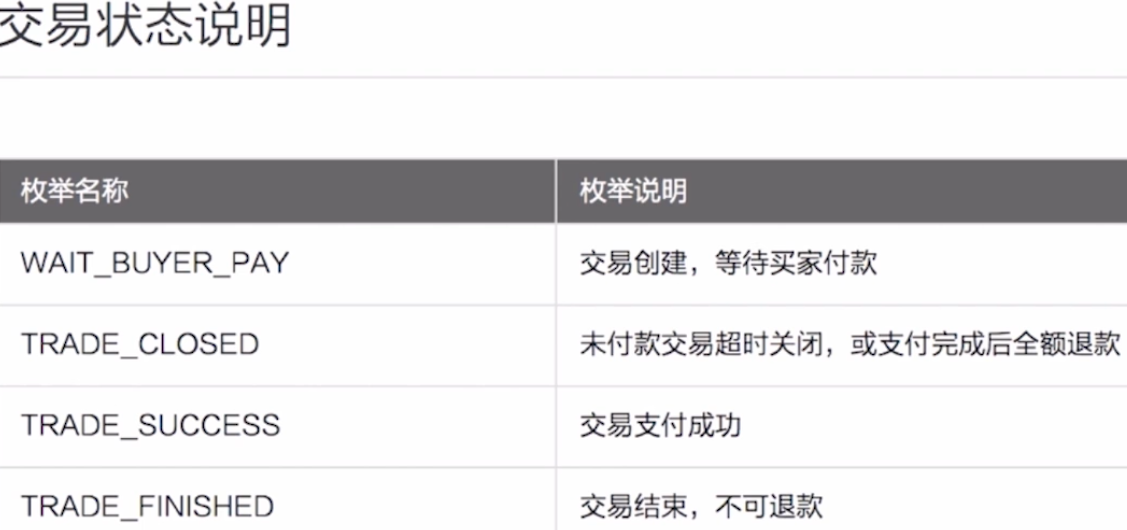 交易状态说明
枚举名称 枚举说明
WAIT_BUYER_PAY 交易创建，等待买家付款
TRADE_CLOSED 未付款交易超时关闭，或支付完成后全额退款
TRADE_SUCCESS 交易支付成功
TRADE_FINISHED 交易结束，不可退款